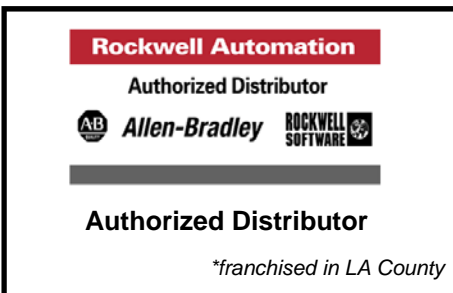 Rockwell Automation
Authorized Distributor
AB Allen-Bradley ROCKWELL
SOFTWARE
Authorized Distributor
*franchised in LA County